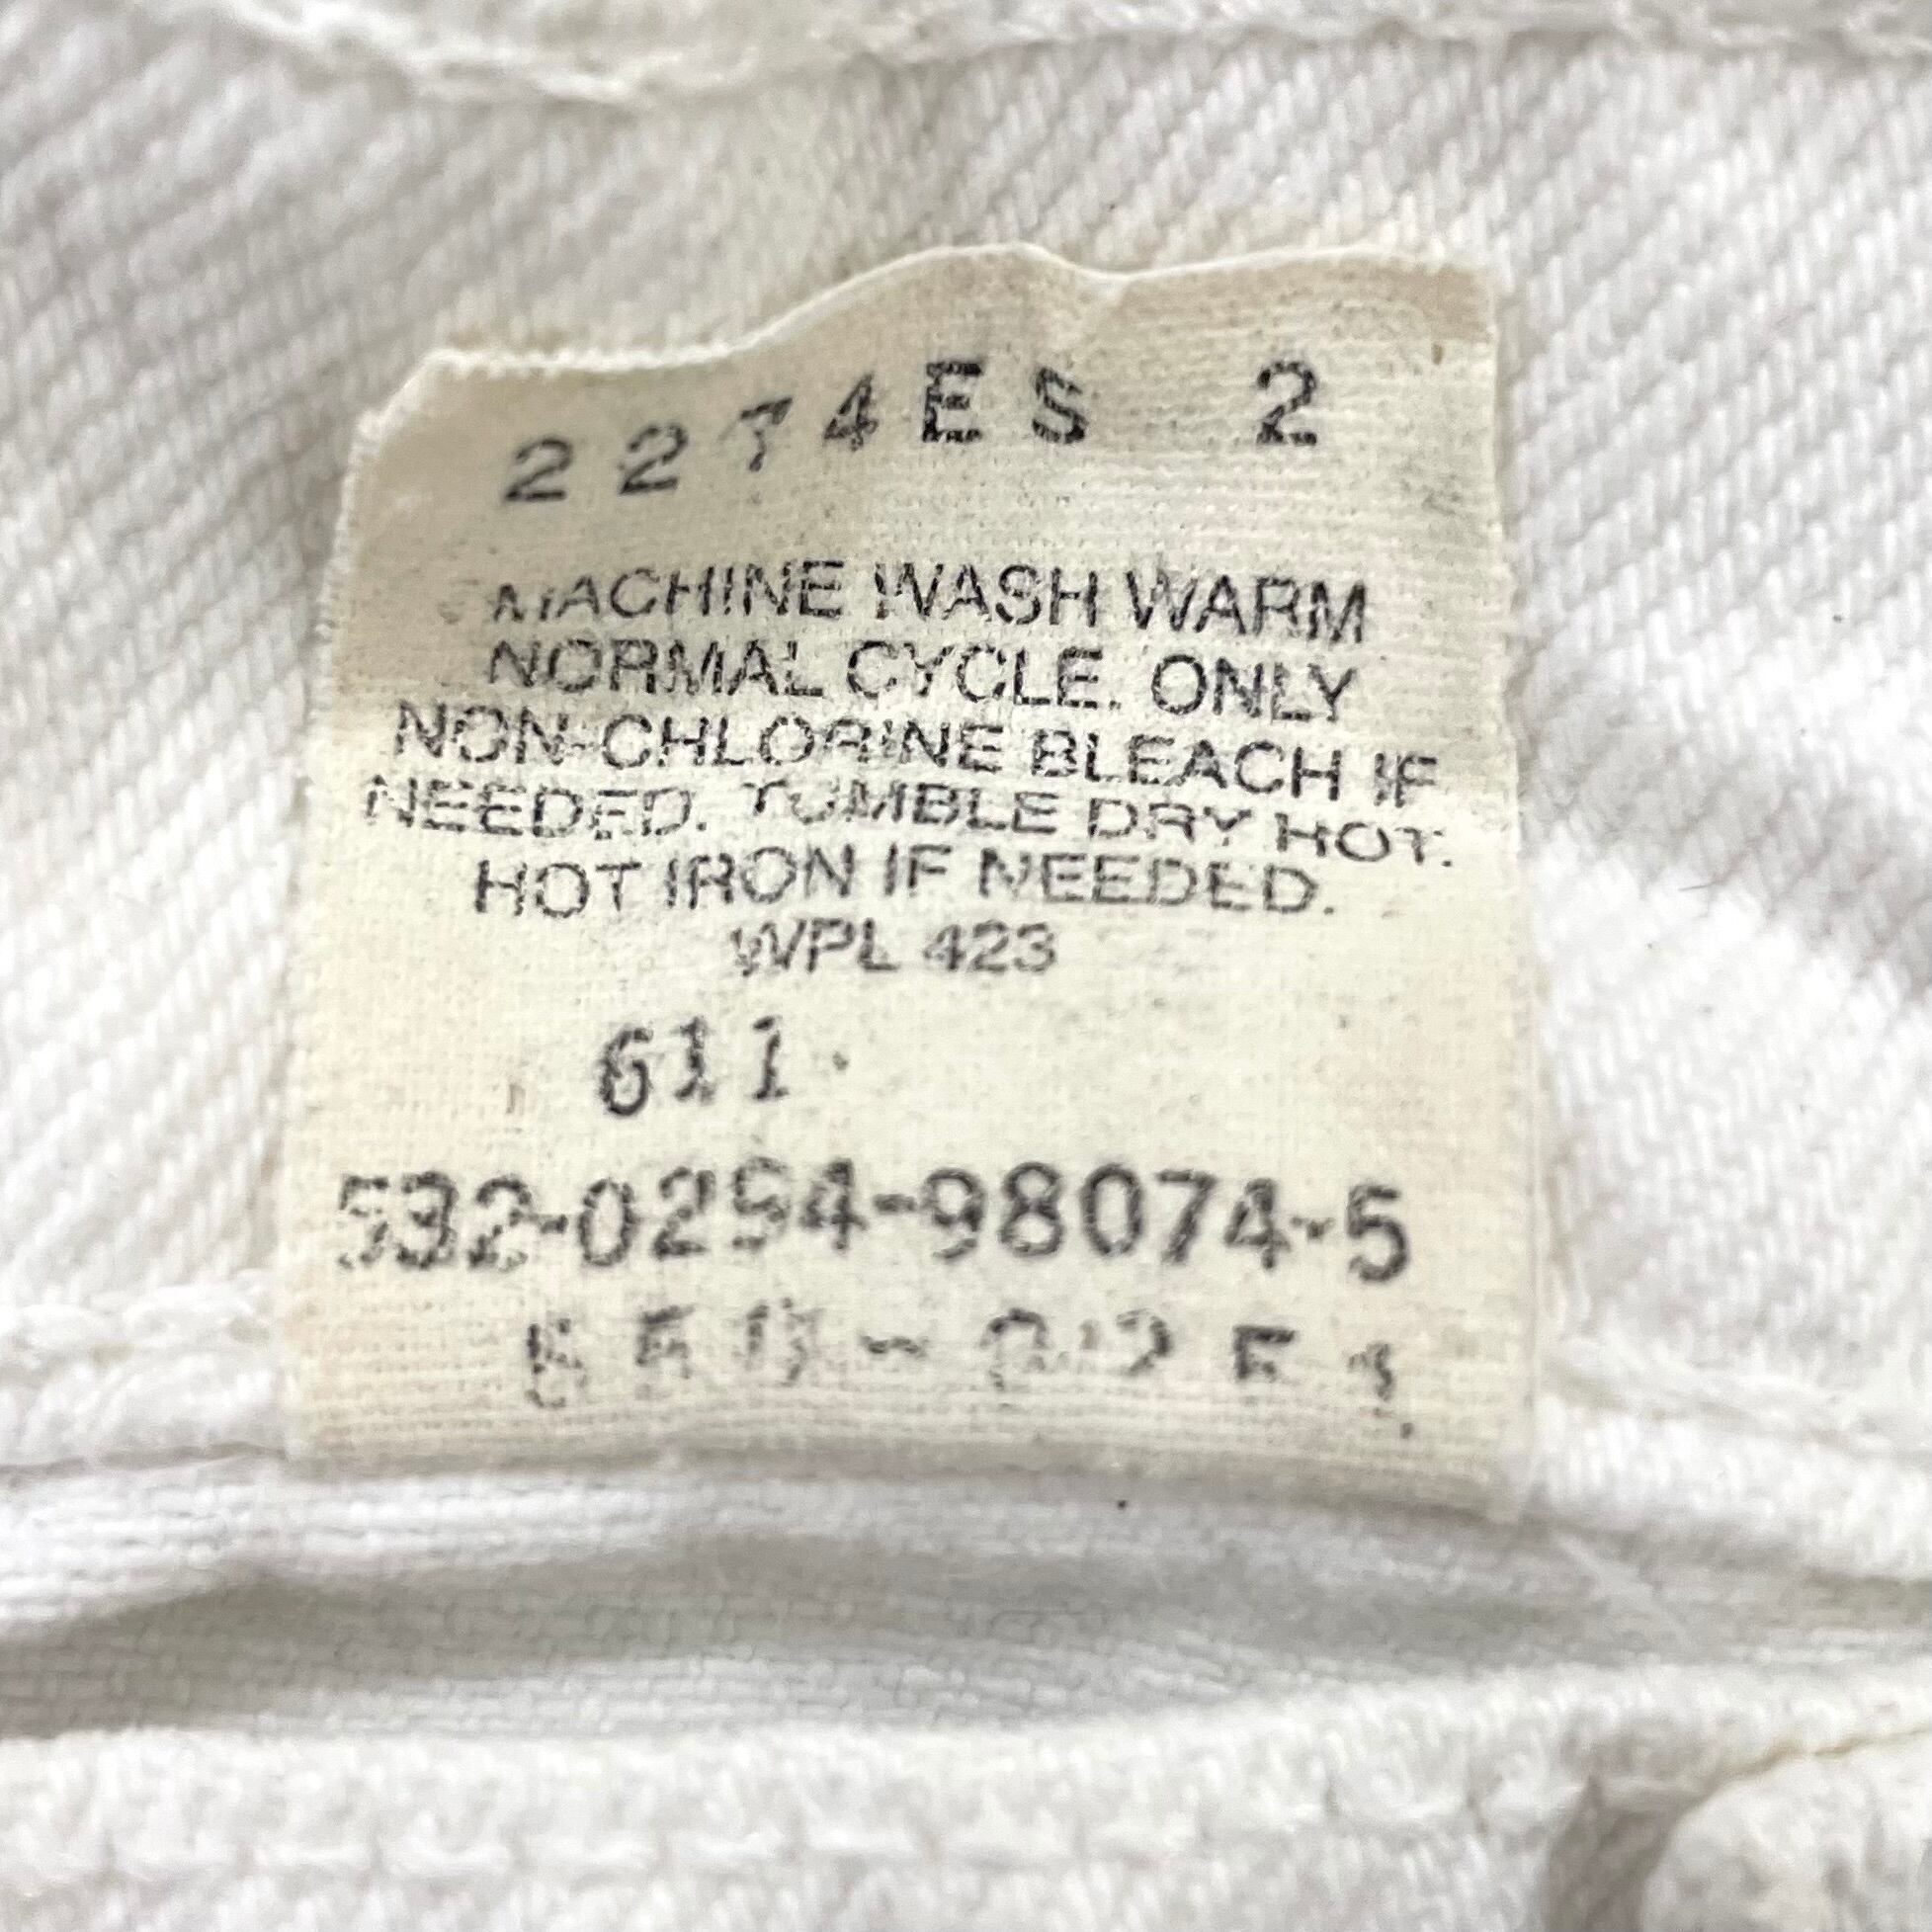 2274ES 2
MACHINE WASH WARM
NORMAL CYCLE. ONLY
NON-CHLORINE BLEACH IF
NEEDED. TUMBLE DRY HOT.
HOT IRON IF NEEDED.
WPL 423
611
532-0294-98074-5